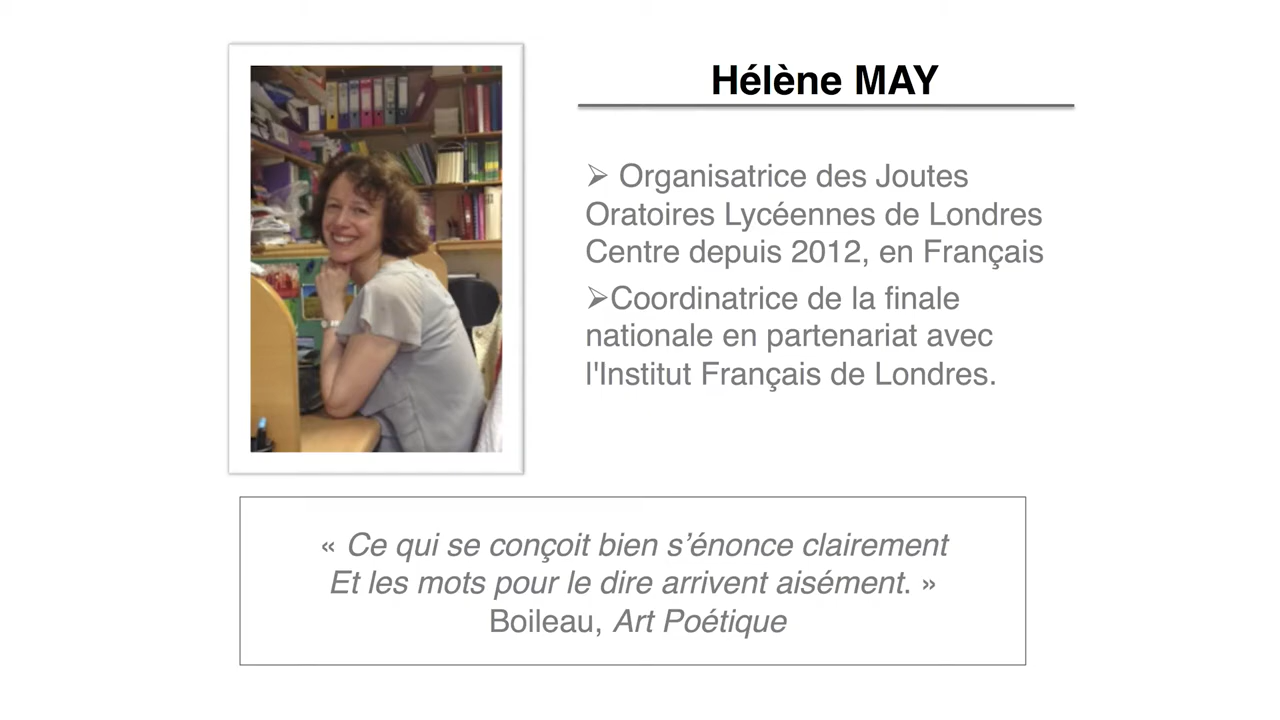 Hélène MAY
➢ Organisatrice des Joutes
Oratoires Lycéennes de Londres
Centre depuis 2012, en Français
➢Coordinatrice de la finale
nationale en partenariat avec
l'Institut Français de Londres.
« Ce qui se conçoit bien s’énonce clairement
Et les mots pour le dire arrivent aisément. »
Boileau, Art Poétique